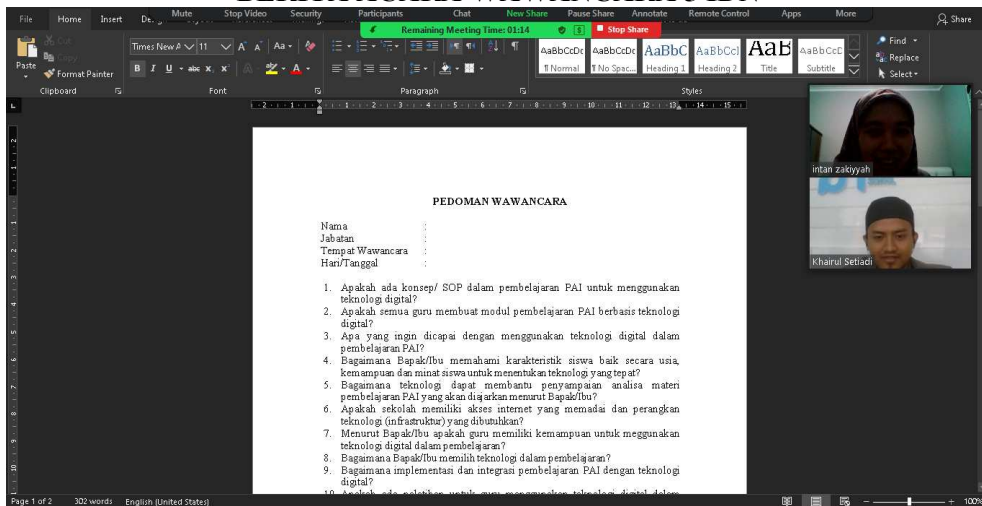 Mute Stop Video Security Participants Chat New Share Pause Share Annotate Remote Control Apps More
File Home Insert Share
Remaining Meeting Time: 01:14 Stop Share
Cut
Copy
Paste
Format Painter
Times New 11
Find
Replace
Select
AaBbCcDc AaBbCcDc AaBbC AaBbCcI AaB AaBbCcC
¶ Normal ¶ No Spac... Heading 1 Heading 2 Title Subtitle
Clipboard Font Paragraph Styles
intan zakiyyah
Khairul Setiadi
PEDOMAN WAWANCARA
Nama :
Jabatan :
Tempat Wawancara :
Hari/Tanggal :
1. Apakah ada konsep/ SOP dalam pembelajaran PAI untuk menggunakan
teknologi digital?
2. Apakah semua guru membuat modul pembelajaran PAI berbasis teknologi
digital?
3. Apa yang ingin dicapai dengan menggunakan teknologi digital dalam
pembelajaran PAI?
4. Bagaimana Bapak/Ibu memahami karakteristik siswa baik secara usia,
kemampuan dan minat siswa untuk menentukan teknologi yang tepat?
5. Bagaimana teknologi dapat membantu penyampaian analisa materi
pembelajaran PAI yang akan diajarkan menurut Bapak/Ibu?
6. Apakah sekolah memiliki akses internet yang memadai dan perangkan
teknologi (infrastruktur) yang dibutuhkan?
7. Menurut Bapak/Ibu apakah guru memiliki kemampuan untuk meggunakan
teknologi digital dalam pembelajaran?
8. Bagaimana Bapak/Ibu memilih teknologi dalam pembelajaran?
9. Bagaimana implementasi dan integrasi pembelajaran PAI dengan teknologi
digital?
Page 1 of 2 302 words English (United States) 100%